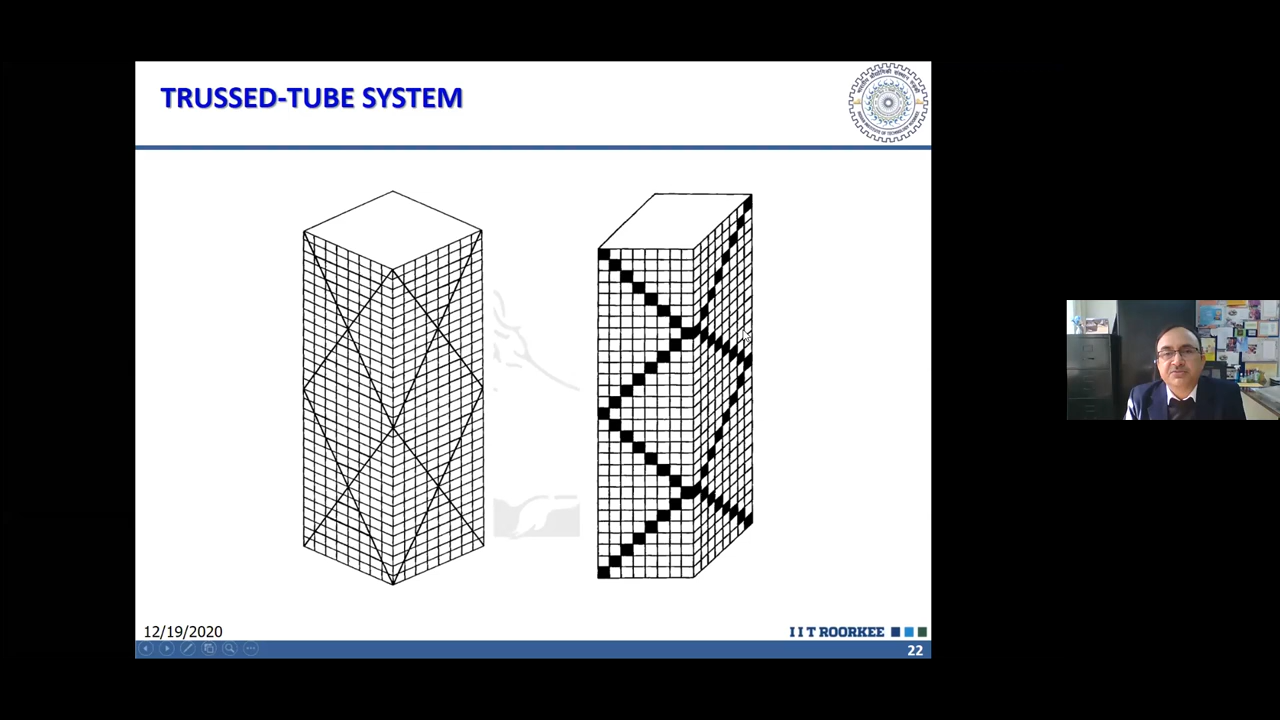 TRUSSED-TUBE SYSTEM
12/19/2020
I I T ROORKEE
22